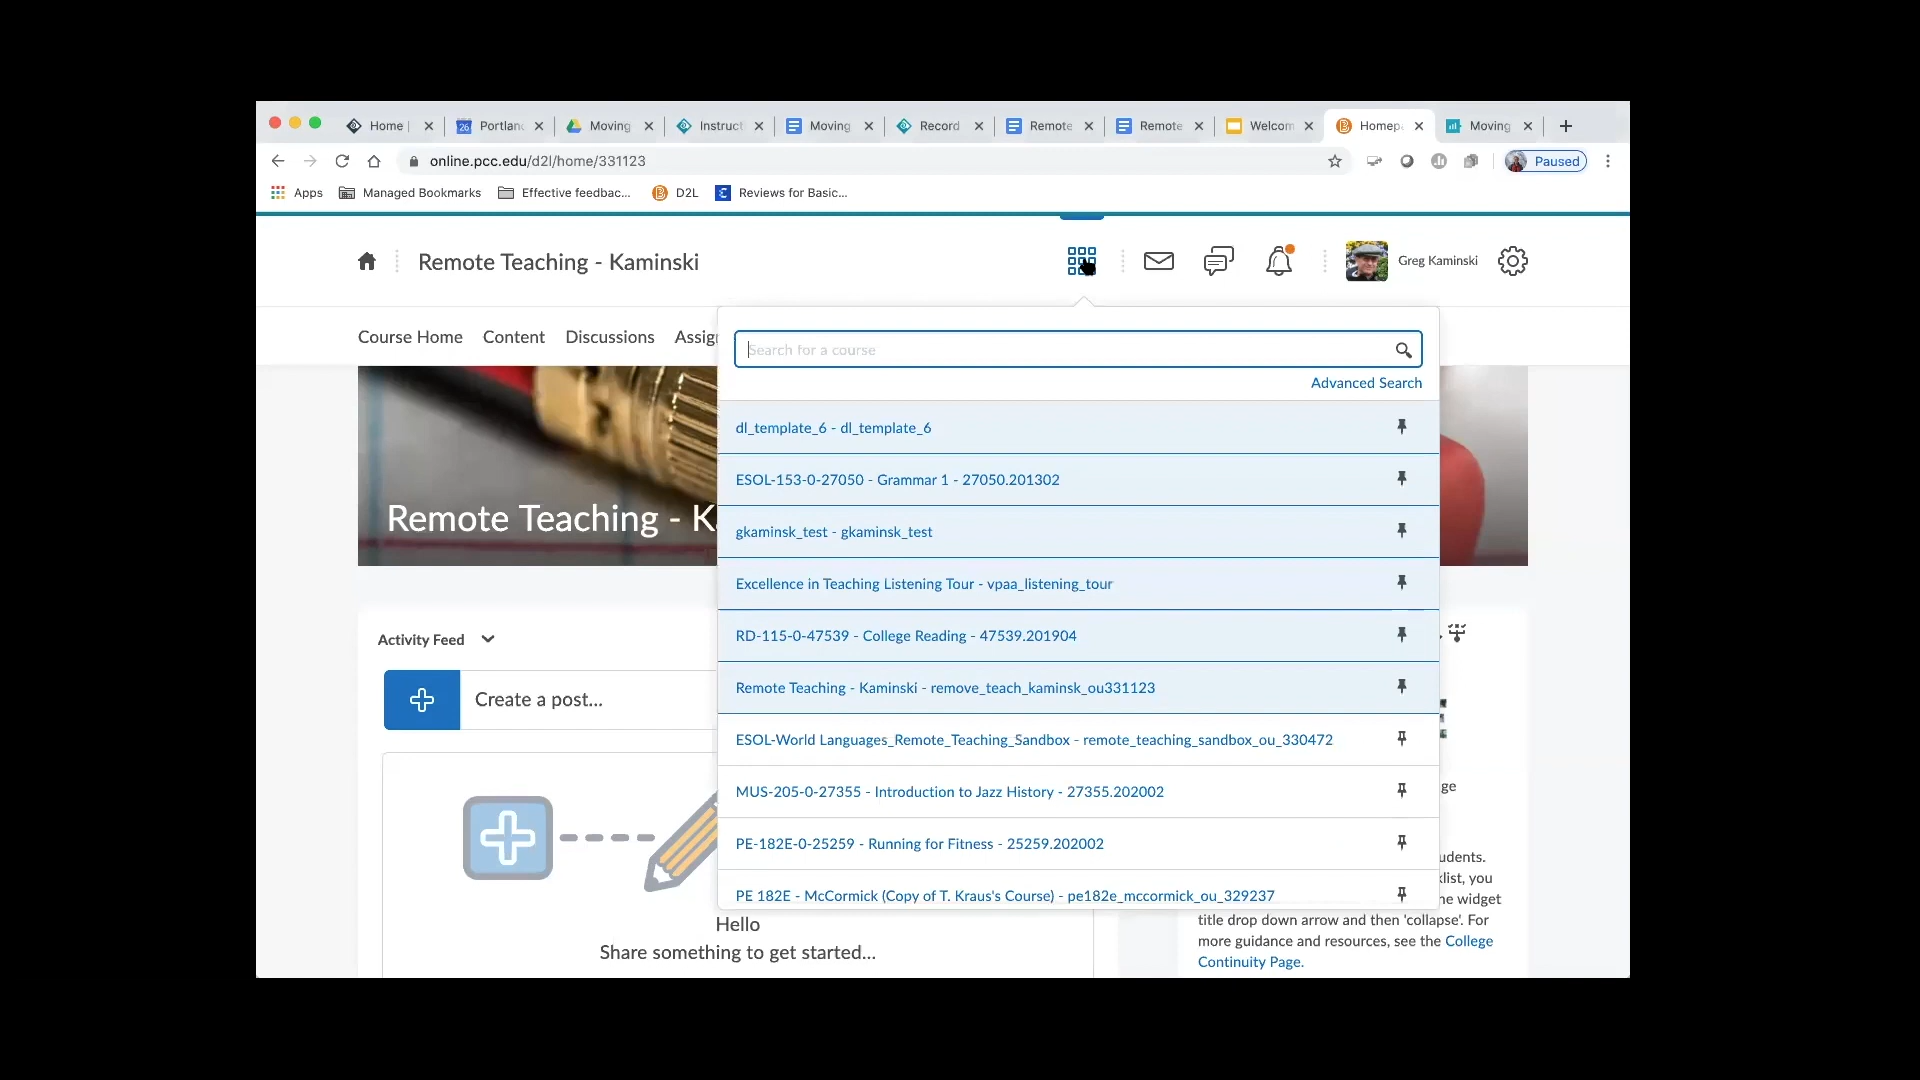 Home
Portlanc
Moving
Instruct
Moving
Record
Remote
Remote
Welcom
Homep
Moving
online.pcc.edu/d2l/home/331123
Paused
Apps
Managed Bookmarks
Effective feedbac...
D2L
Reviews for Basic...
Remote Teaching - Kaminski
Greg Kaminski
Course Home
Content
Discussions
Assig
Search for a course
Advanced Search
Remote Teaching - K
dl_template_6 - dl_template_6
ESOL-153-0-27050 - Grammar 1 - 27050.201302
gkaminsk_test - gkaminsk_test
Excellence in Teaching Listening Tour - vpaa_listening_tour
RD-115-0-47539 - College Reading - 47539.201904
Remote Teaching - Kaminski - remove_teach_kaminsk_ou331123
ESOL-World Languages_Remote_Teaching_Sandbox - remote_teaching_sandbox_ou_330472
MUS-205-0-27355 - Introduction to Jazz History - 27355.202002
PE-182E-0-25259 - Running for Fitness - 25259.202002
PE 182E - McCormick (Copy of T. Kraus's Course) - pe182e_mccormick_ou_329237
Activity Feed
Create a post...
Hello
Share something to get started...
ge
udents.
klist, you
ne widget
title drop down arrow and then 'collapse'. For
more guidance and resources, see the College
Continuity Page.